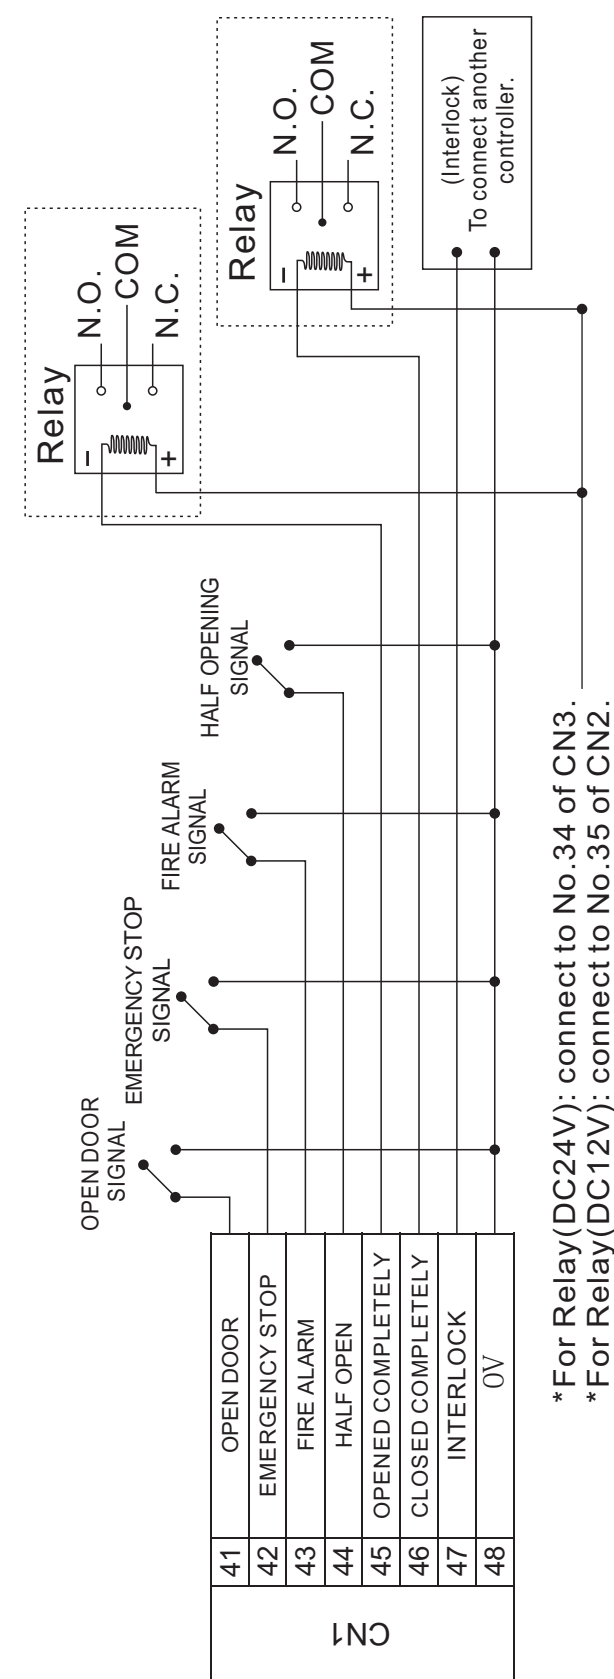 CN1
41 OPEN DOOR
42 EMERGENCY STOP
43 FIRE ALARM
44 HALF OPEN
45 OPENED COMPLETELY
46 CLOSED COMPLETELY
47 INTERLOCK
48 0V
OPEN DOOR
SIGNAL
EMERGENCY STOP
SIGNAL
FIRE ALARM
SIGNAL
HALF OPENING
SIGNAL
Relay
− +
N.O.
COM
N.C.
Relay
− +
N.O.
COM
N.C.
(Interlock)
To connect another
controller.
*For Relay(DC24V): connect to No.34 of CN3.
*For Relay(DC12V): connect to No.35 of CN2.